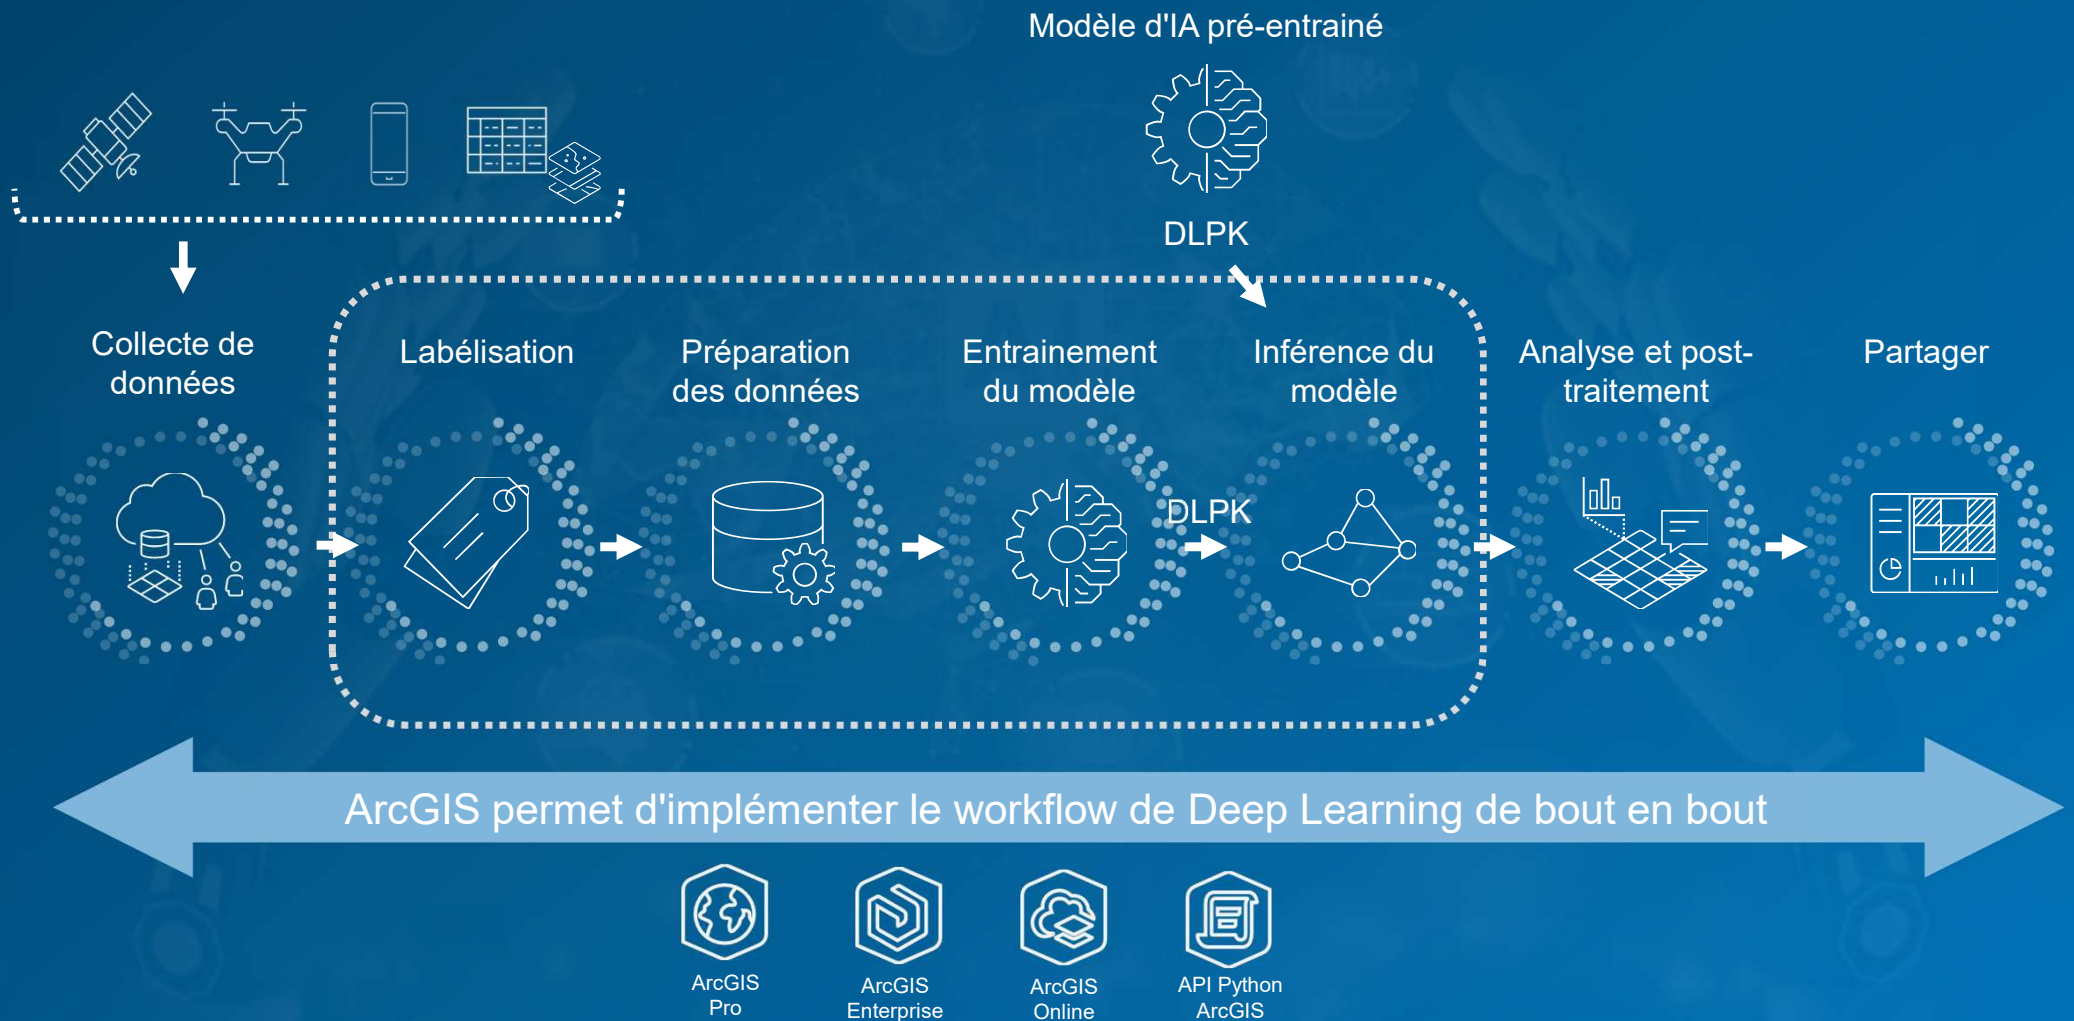 Modèle d'IA pré-entrainé
DLPK
Collecte de
données
Labélisation
Préparation
des données
Entrainement
du modèle
DLPK
Inférence du
modèle
Analyse et post-
traitement
Partager
ArcGIS permet d'implémenter le workflow de Deep Learning de bout en bout
ArcGIS
Pro
ArcGIS
Enterprise
ArcGIS
Online
API Python
ArcGIS